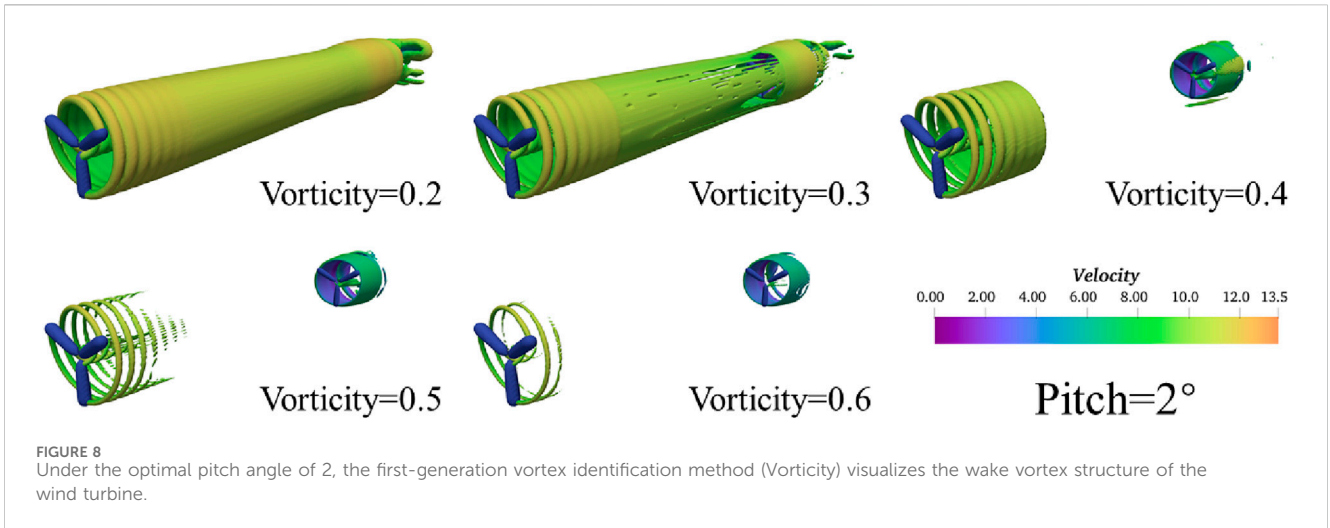 Vorticity=0.2
Vorticity=0.3
Vorticity=0.4
Vorticity=0.5
Vorticity=0.6
Velocity
0.00 2.00 4.00 6.00 8.00 10.0 12.0 13.5
Pitch=2°
FIGURE 8
Under the optimal pitch angle of 2, the first-generation vortex identification method (Vorticity) visualizes the wake vortex structure of the
wind turbine.